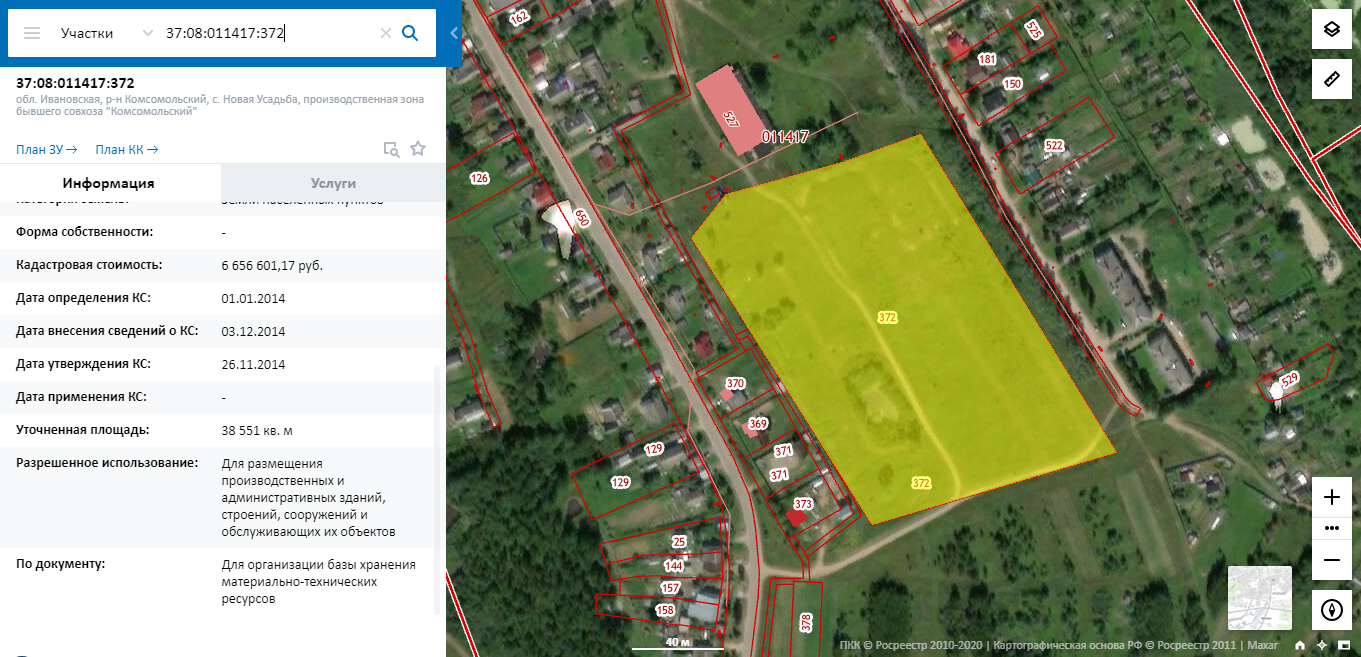 Участки
37:08:011417:372
37:08:011417:372
обл. Ивановская, р-н Комсомольский, с. Новая Усадьба, производственная зона
бывшего совхоза "Комсомольский"
План ЗУ→
План КК→
Информация
Услуги
Форма собственности:
-
Кадастровая стоимость:
6 656 601,17 руб.
Дата определения КС:
01.01.2014
Дата внесения сведений о КС:
03.12.2014
Дата утверждения КС:
26.11.2014
Дата применения КС:
-
Уточненная площадь:
38 551 кв. м
Разрешенное использование:
Для размещения
производственных и
административных зданий,
строений, сооружений и
обслуживающих их объектов
По документу:
Для организации базы хранения
материально-технических
ресурсов
162
525
181
150
527
011417
522
126
650
372
529
370
369
129
371
371
129
372
373
25
144
157
158
378
40 м
ПКК © Росреестр 2010-2020 | Картографическая основа РФ © Росреестр 2011 | Maxar